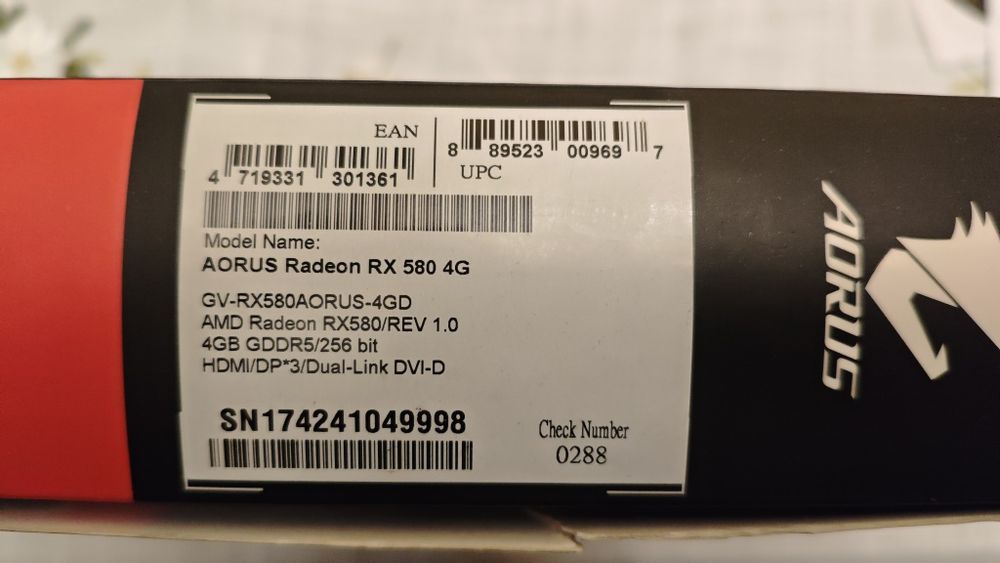 EAN
4 719331 301361
8 89523 00969 7
UPC
Model Name:
AORUS Radeon RX 580 4G
GV-RX580AORUS-4GD
AMD Radeon RX580/REV 1.0
4GB GDDR5/256 bit
HDMI/DP*3/Dual-Link DVI-D
SN174241049998
Check Number
0288
AORUS